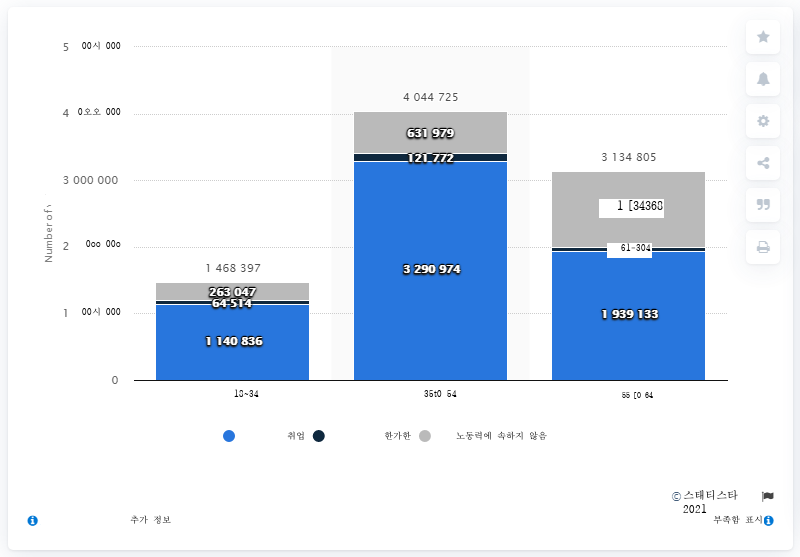 5 00시 000
4 044 725
4 0오오 000
631 979
121 772
3 134 805
3 000 000
1 [34368
Number of
2 0oo 00o
61-304
1 468 397
3 290 974
263 047
64 514
1 00시 000
1 939 133
1 140 836
0
18~34
35t0 54
55 [0 64
취업
한가한
노동력에 속하지 않음
© 스태티스타
2021
추가 정보
부족함 표시